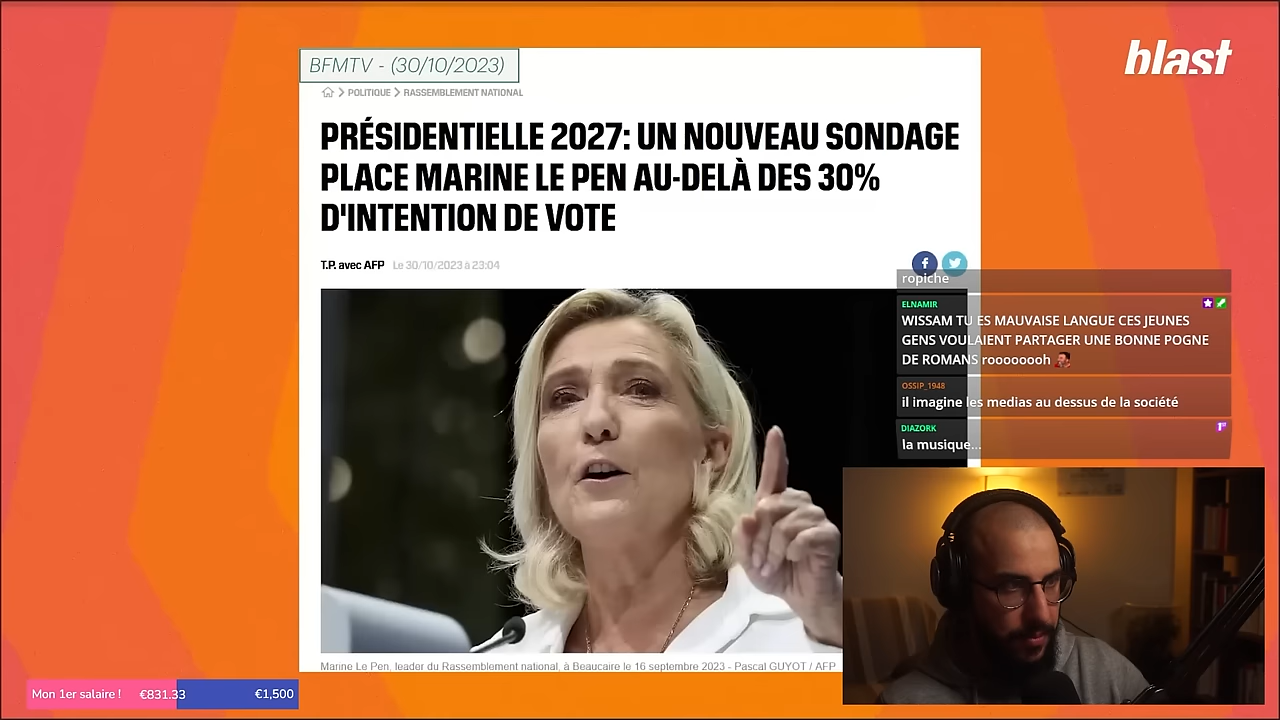 blast
BFMTV - (30/10/2023)
POLITIQUE
RASSEMBLEMENT NATIONAL
PRÉSIDENTIELLE 2027: UN NOUVEAU SONDAGE
PLACE MARINE LE PEN AU-DELÀ DES 30%
D'INTENTION DE VOTE
T.P. avec AFP Le 30/10/2023 à 23:04
ropiche
ELNAMIR
WISSAM TU ES MAUVAISE LANGUE CES JEUNES
GENS VOULAIENT PARTAGER UNE BONNE POGNE
DE ROMANS roooooooh
OSSIP_1948
il imagine les medias au dessus de la société
DIAZORK
1st
la musique...
Marine Le Pen, leader du Rassemblement national, à Beaucaire le 16 septembre 2023 - Pascal GUYOT / AFP
Mon 1er salaire ! €831.33 €1,500